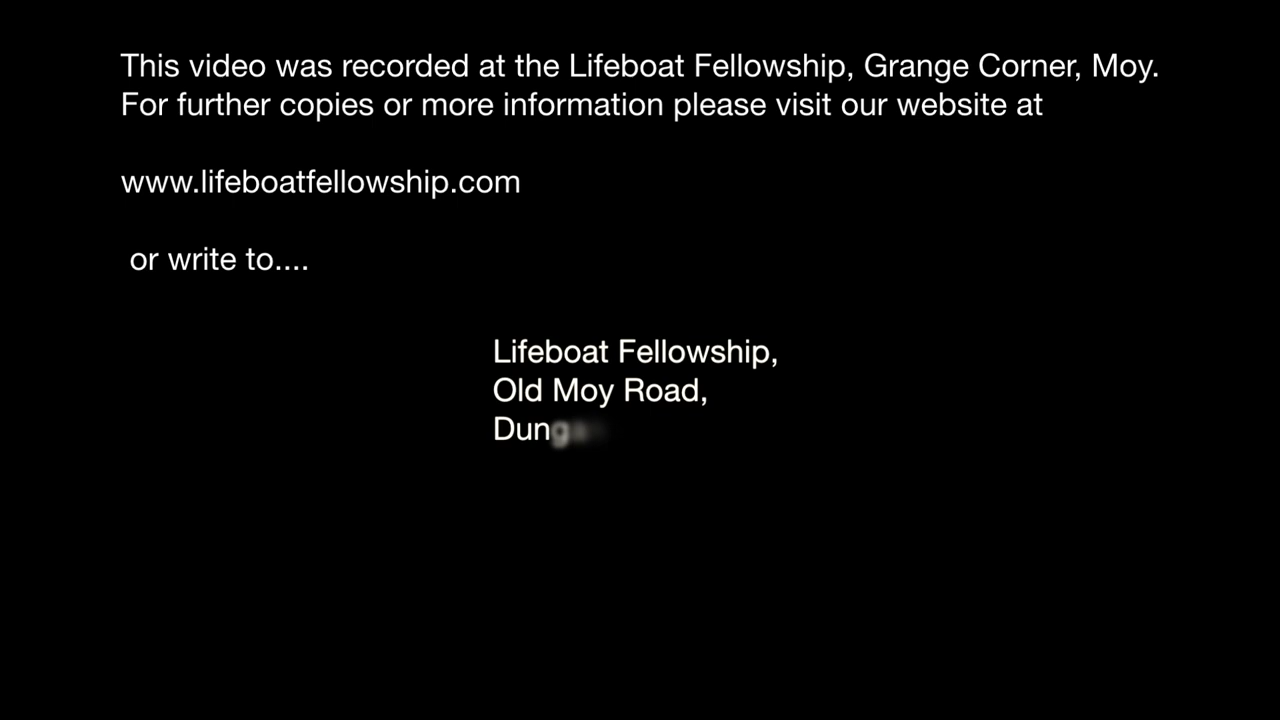 This video was recorded at the Lifeboat Fellowship, Grange Corner, Moy.
For further copies or more information please visit our website at
www.lifeboatfellowship.com
or write to....
Lifeboat Fellowship,
Old Moy Road,